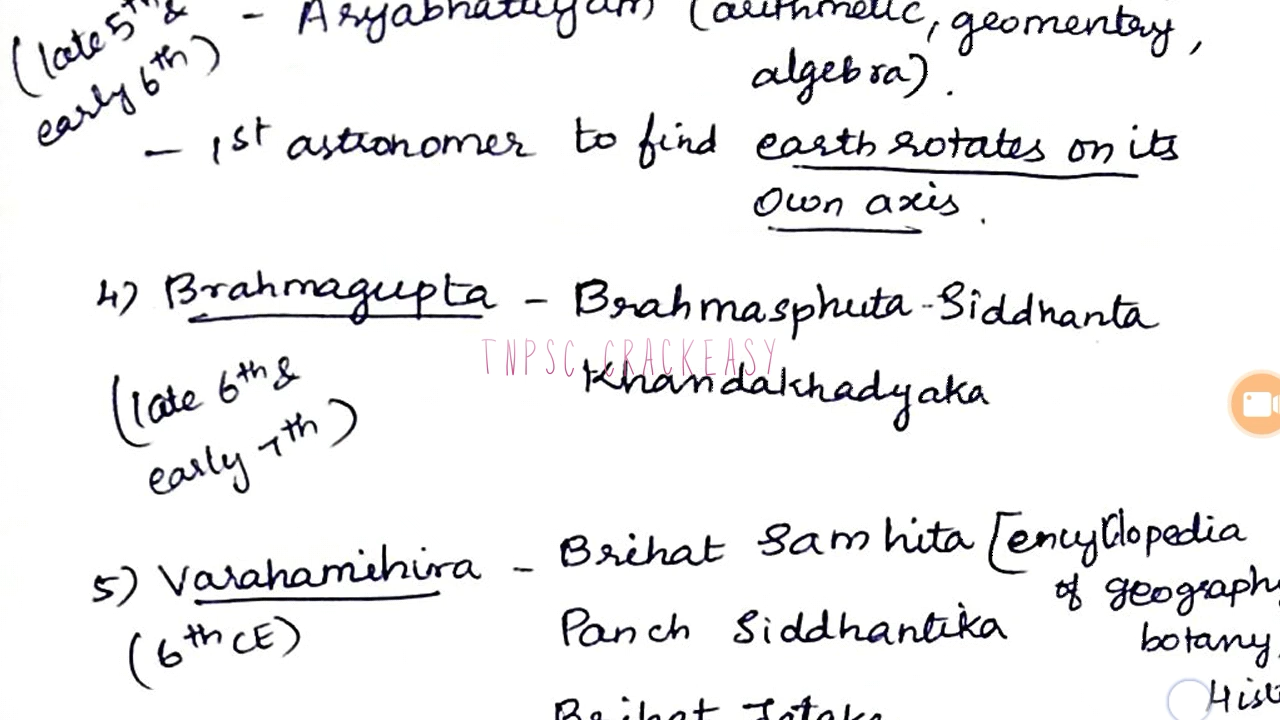 (late 5th &
early 6th)
- Aryabhatiyam (arithmetic, geomentry,
algebra).
- 1st astronomer to find earth rotates on its
own axis.
4) Brahmagupta - Brahmasphuta-Siddhanta
TNPSC CRACKEASY
Khandakhadyaka
(late 6th &
early 7th)
5) Varahamihira - Brihat Samhita [encyclopedia
of geography,
(6th CE)
Panch Siddhantika
botany,
Brihat Jataka
Hist